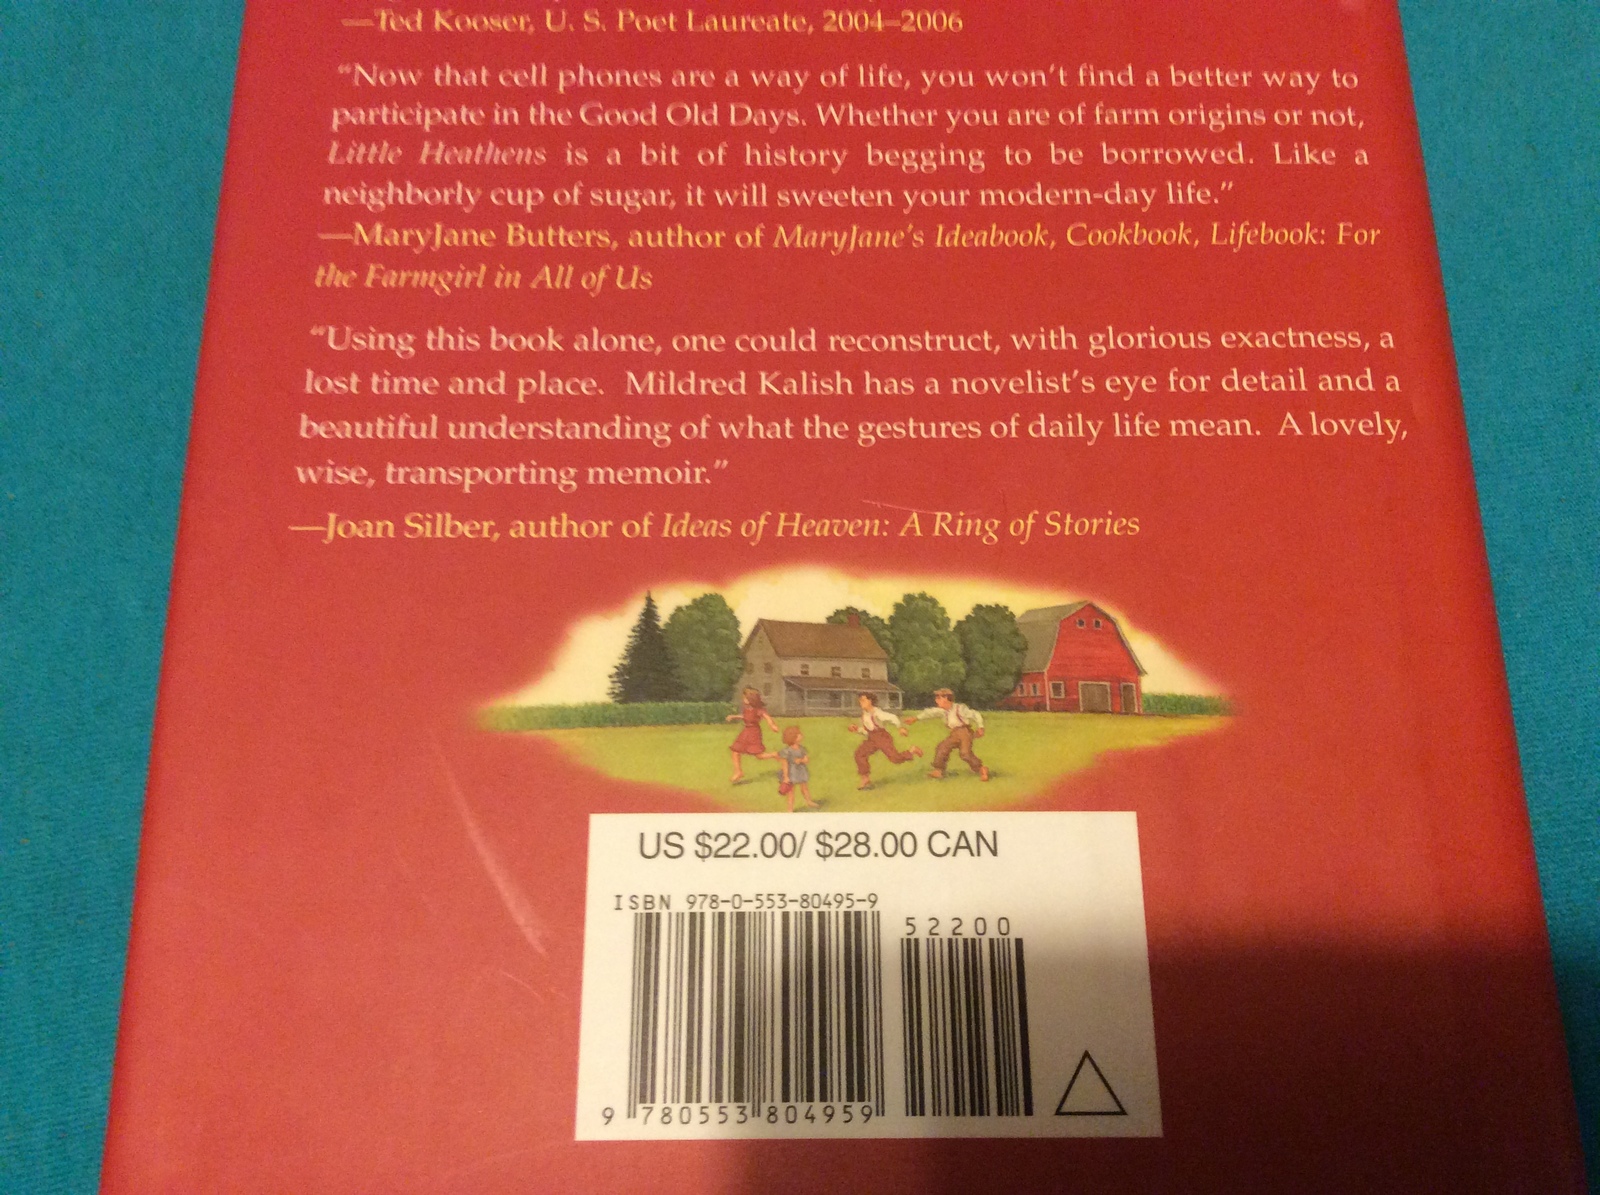 —Ted Kooser, U. S. Poet Laureate, 2004–2006
“Now that cell phones are a way of life, you won’t find a better way to
participate in the Good Old Days. Whether you are of farm origins or not,
Little Heathens is a bit of history begging to be borrowed. Like a
neighborly cup of sugar, it will sweeten your modern-day life.”
—MaryJane Butters, author of MaryJane’s Ideabook, Cookbook, Lifebook: For
the Farmgirl in All of Us
“Using this book alone, one could reconstruct, with glorious exactness, a
lost time and place. Mildred Kalish has a novelist’s eye for detail and a
beautiful understanding of what the gestures of daily life mean. A lovely,
wise, transporting memoir.”
—Joan Silber, author of Ideas of Heaven: A Ring of Stories
US $22.00/ $28.00 CAN
ISBN 978-0-553-80495-9
52200
9 780553 804959